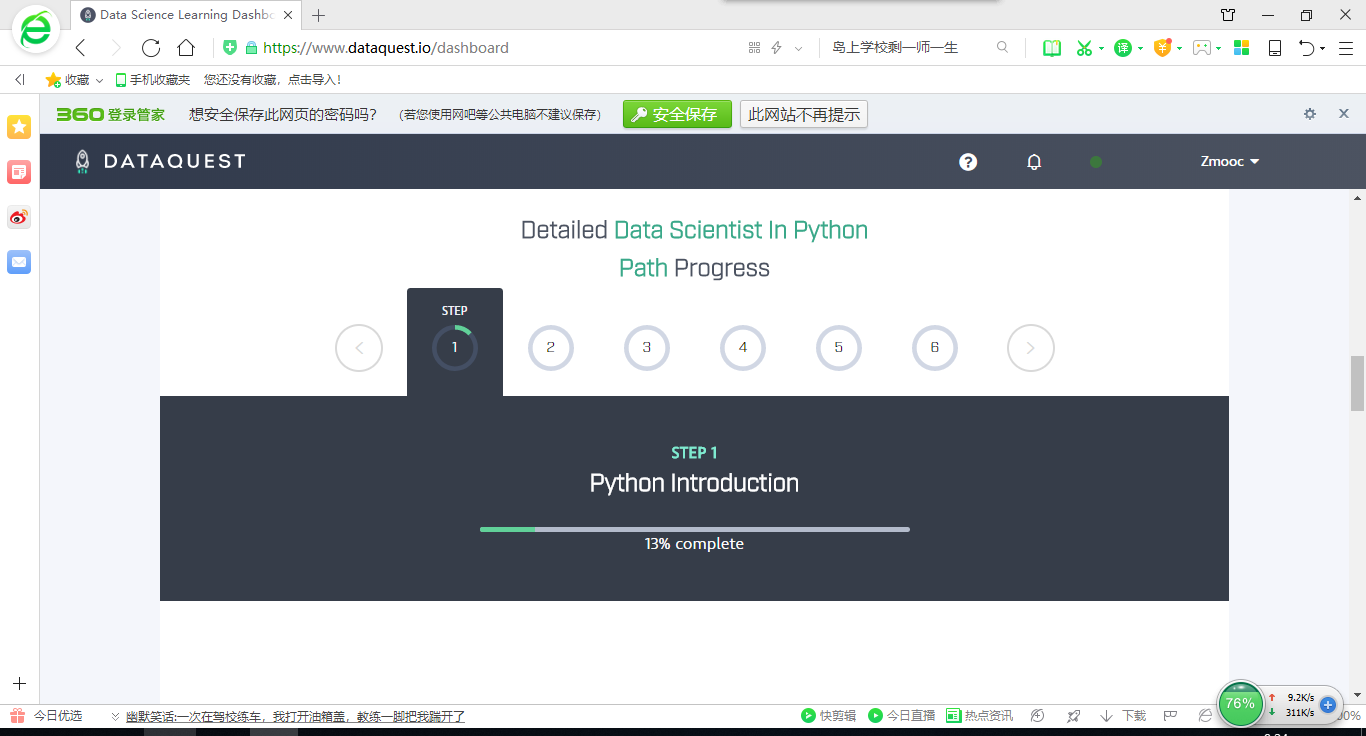 Data Science Learning Dashbo
https://www.dataquest.io/dashboard
岛上学校剩一师一生
译
收藏
手机收藏夹
您还没有收藏，点击导入！
360登录管家
想安全保存此网页的密码吗？
(若您使用网吧等公共电脑不建议保存)
安全保存
此网站不再提示
DATAQUEST
?
Zmooc
Detailed Data Scientist In Python
Path Progress
STEP
1 2 3 4 5 6
STEP 1
Python Introduction
13% complete
今日优选
幽默笑话:一次在驾校练车，我打开油箱盖，教练一脚把我踹开了
快剪辑
今日直播
热点资讯
下载
76%
9.2K/s
311K/s
00%